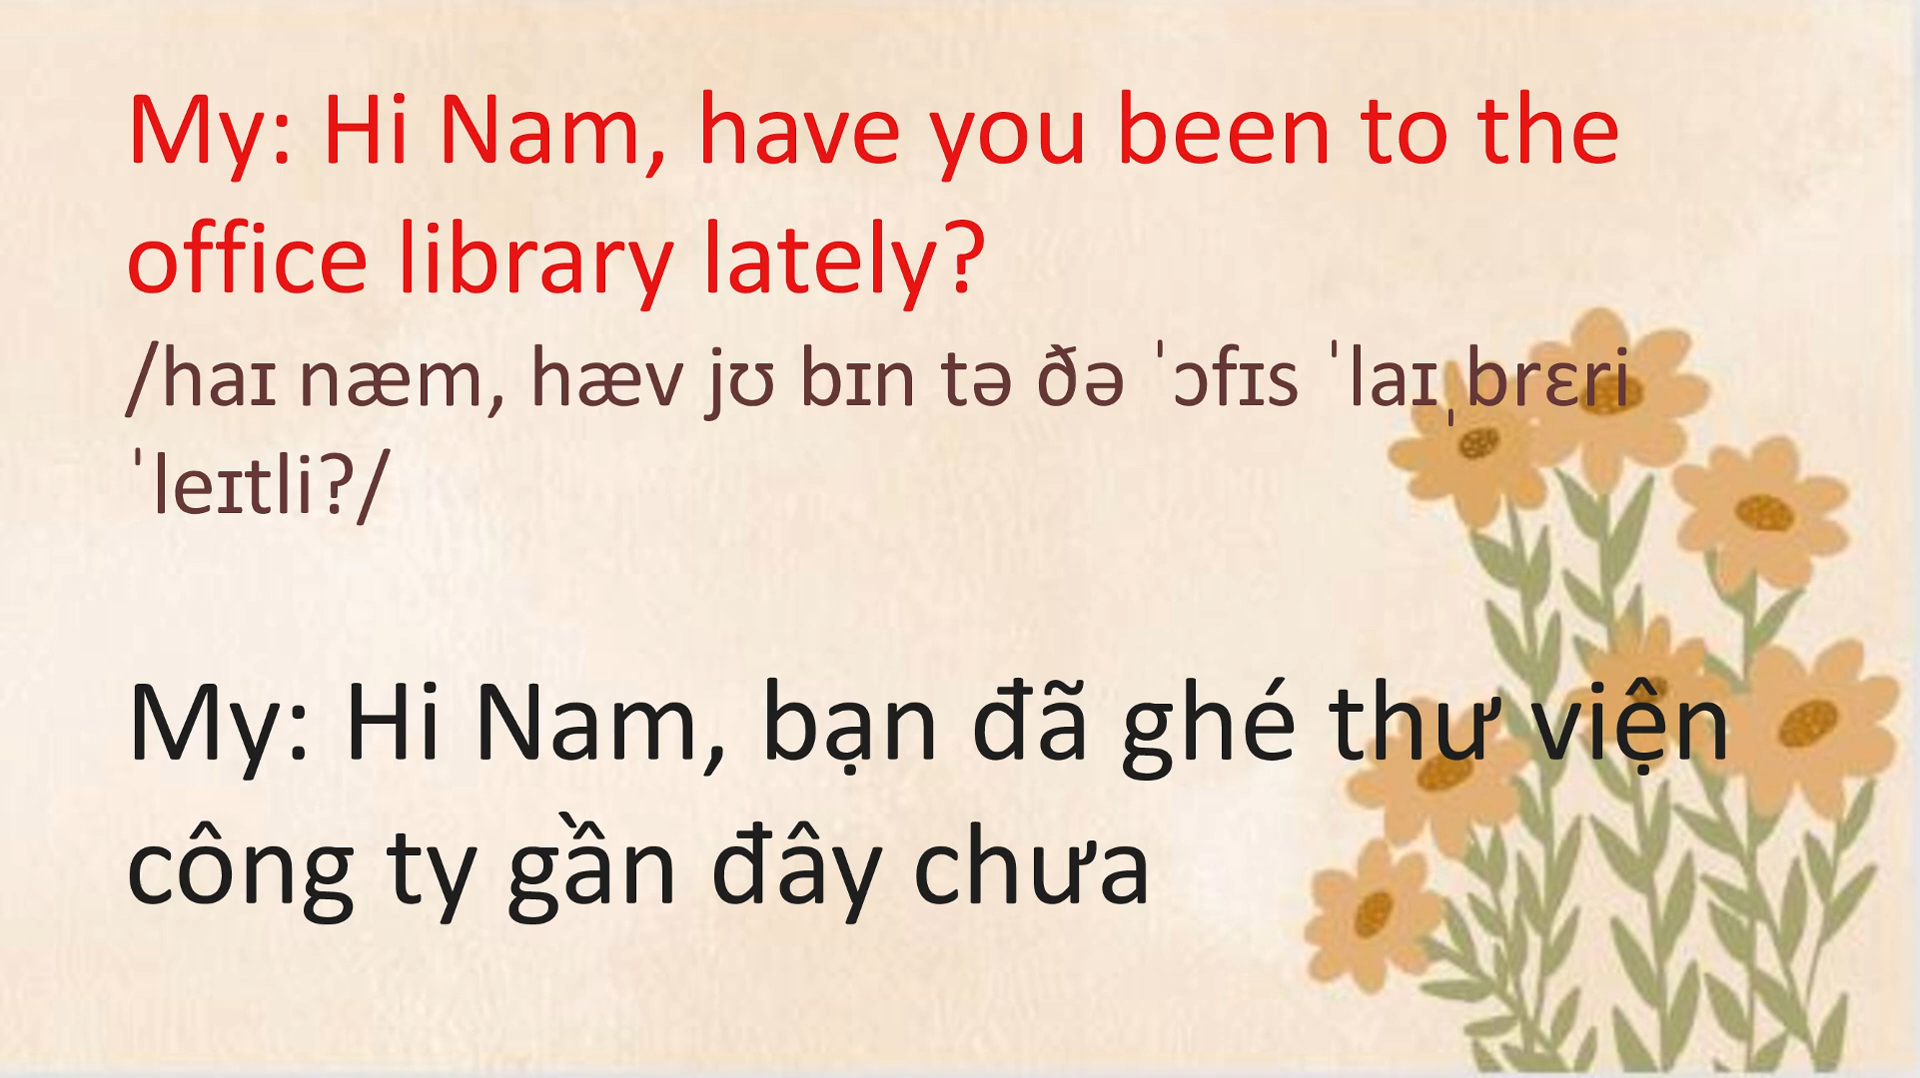 My: Hi Nam, have you been to the
office library lately?
/haɪ næm, hæv jʊ bɪn tə ðə ˈɔfɪs ˈlaɪˌbrɛri
ˈleɪtli?/
My: Hi Nam, bạn đã ghé thư viện
công ty gần đây chưa